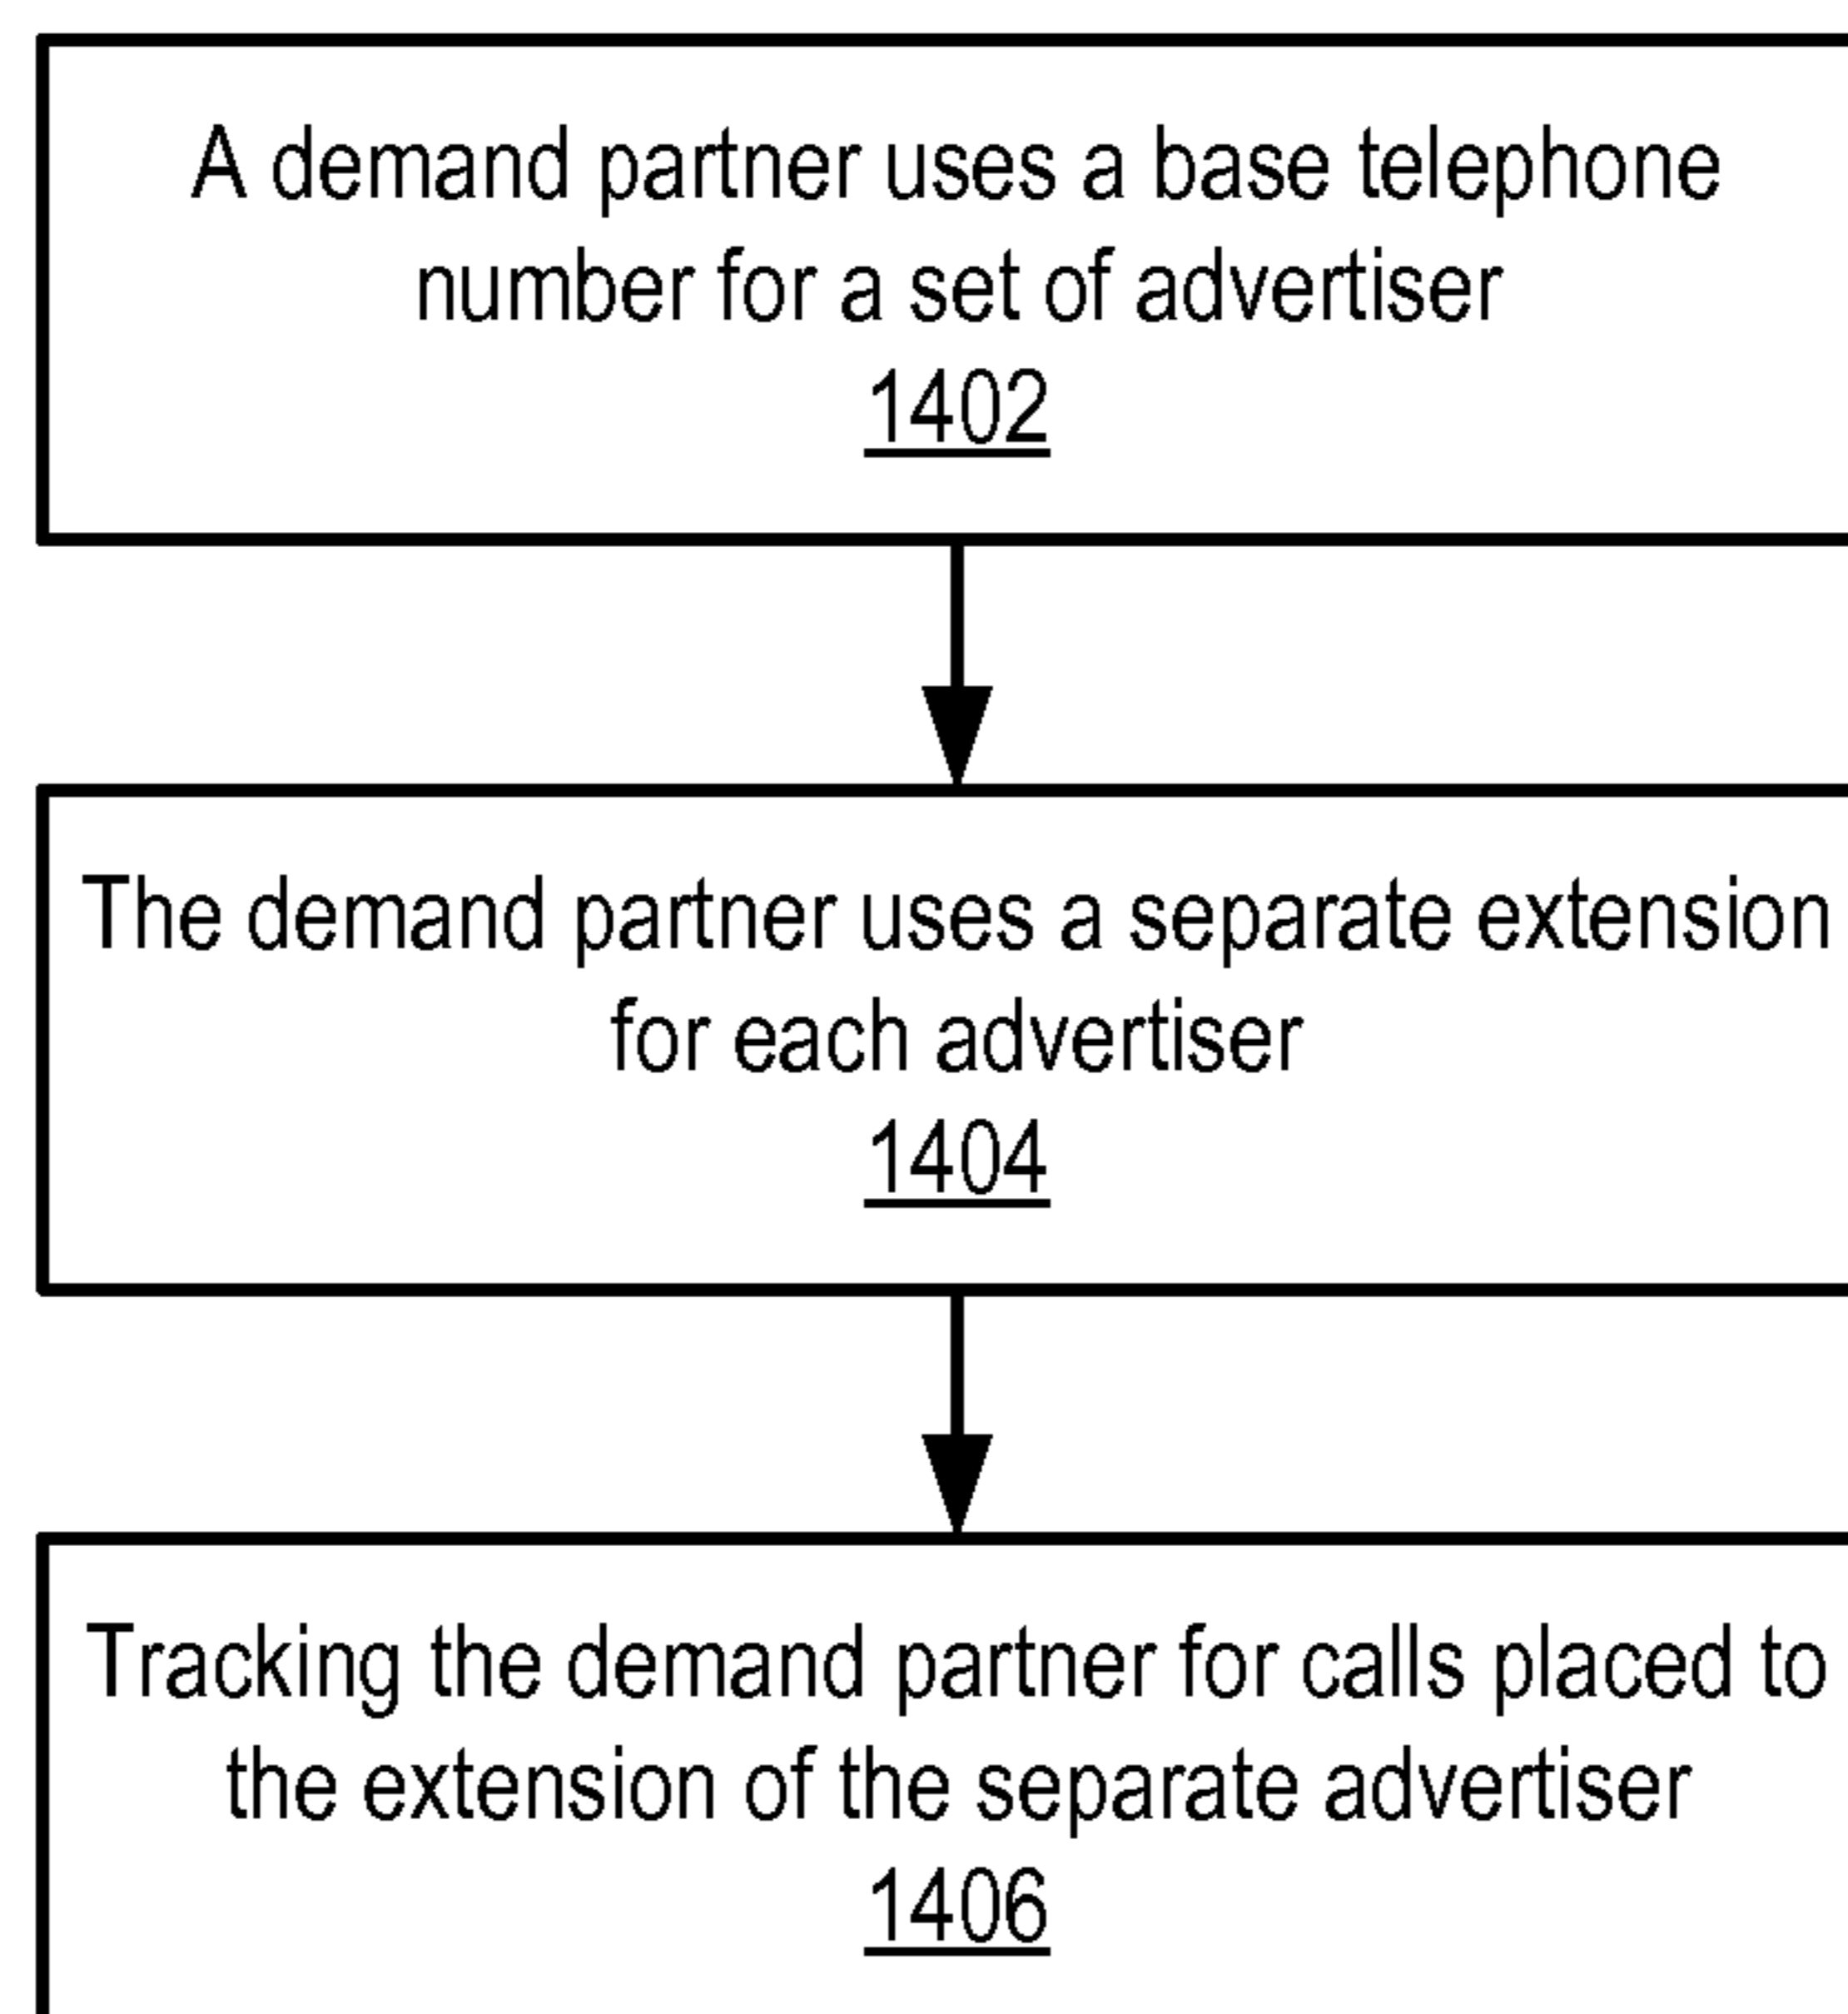 A demand partner uses a base telephone
number for a set of advertiser
1402
The demand partner uses a separate extension
for each advertiser
1404
Tracking the demand partner for calls placed to
the extension of the separate advertiser
1406